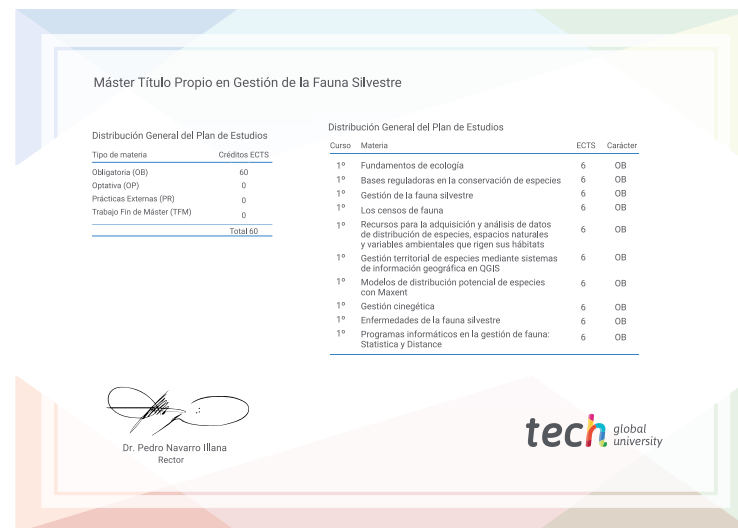 Máster Título Propio en Gestión de la Fauna Silvestre
Distribución General del Plan de Estudios
Tipo de materia Créditos ECTS
Obligatoria (OB) 60
Optativa (OP) 0
Prácticas Externas (PR) 0
Trabajo Fin de Máster (TFM) 0
Total 60
Distribución General del Plan de Estudios
Curso Materia ECTS Carácter
1º Fundamentos de ecología 6 OB
1º Bases reguladoras en la conservación de especies 6 OB
1º Gestión de la fauna silvestre 6 OB
1º Los censos de fauna 6 OB
1º Recursos para la adquisición y análisis de datos
de distribución de especies, espacios naturales 6 OB
y variables ambientales que rigen sus hábitats
1º Gestión territorial de especies mediante sistemas 6 OB
de información geográfica en QGIS
1º Modelos de distribución potencial de especies 6 OB
con Maxent
1º Gestión cinegética 6 OB
1º Enfermedades de la fauna silvestre 6 OB
1º Programas informáticos en la gestión de fauna: 6 OB
Statistica y Distance
Dr. Pedro Navarro Illana
Rector
tech global
university